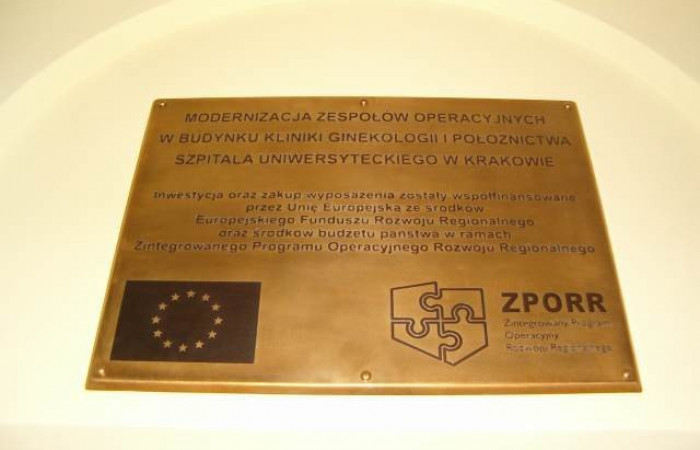 MODERNIZACJA ZESPOŁÓW OPERACYJNYCH
W BUDYNKU KLINIKI GINEKOLOGII I POŁOŻNICTWA
SZPITALA UNIWERSYTECKIEGO W KRAKOWIE
Inwestycja oraz zakup wyposażenia zostały współfinansowane
przez Unię Europejską ze środków
Europejskiego Funduszu Rozwoju Regionalnego
oraz środków budżetu państwa w ramach
Zintegrowanego Programu Operacyjnego Rozwoju Regionalnego
ZPORR
Zintegrowany Program
Operacyjny
Rozwoju Regionalnego